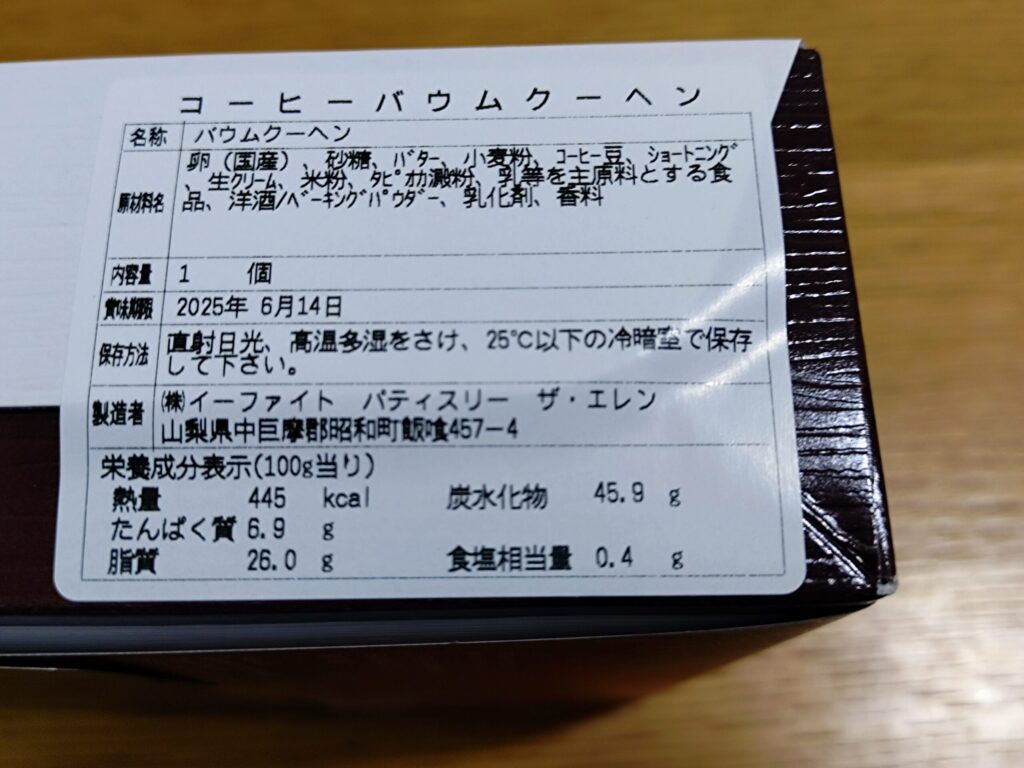 コーヒーバウムクーヘン
名称 バウムクーヘン
原材料名 卵（国産）、砂糖、ﾊﾞﾀｰ、小麦粉、ｺｰﾋｰ豆、ｼｮｰﾄﾆﾝｸﾞ
、生ｸﾘｰﾑ、米粉、ﾀﾋﾟｵｶ澱粉、乳等を主原料とする食
品、洋酒/ﾍﾞｰｷﾝｸﾞﾊﾟｳﾀﾞｰ、乳化剤、香料
内容量 1 個
賞味期限 2025年 6月14日
保存方法 直射日光、高温多湿をさけ、25℃以下の冷暗室で保存
して下さい。
製造者 ㈱イーファイト パティスリー ザ・エレン
山梨県中巨摩郡昭和町飯喰457－4
栄養成分表示(100g当り)
熱量 445 kcal 炭水化物 45.9 g
たんぱく質 6.9 g
脂質 26.0 g 食塩相当量 0.4 g